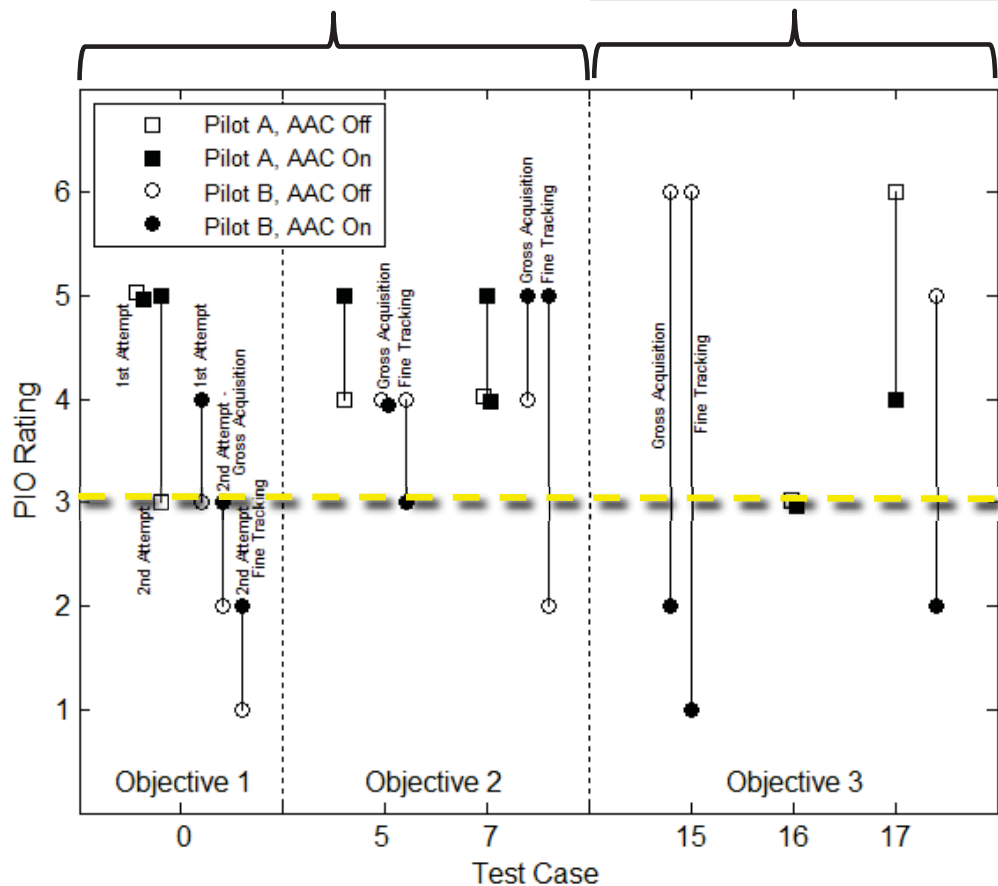 Pilot A, AAC Off
Pilot A, AAC On
Pilot B, AAC Off
Pilot B, AAC On
PIO Rating
6
5
4
3
2
1
1st Attempt
2nd Attempt
1st Attempt
2nd Attempt -
Gross Acquisition
2nd Attempt
Fine Tracking
Gross Acquisition
Fine Tracking
Gross Acquisition
Fine Tracking
Gross Acquisition
Fine Tracking
Objective 1
Objective 2
Objective 3
0
5
7
15
16
17
Test Case